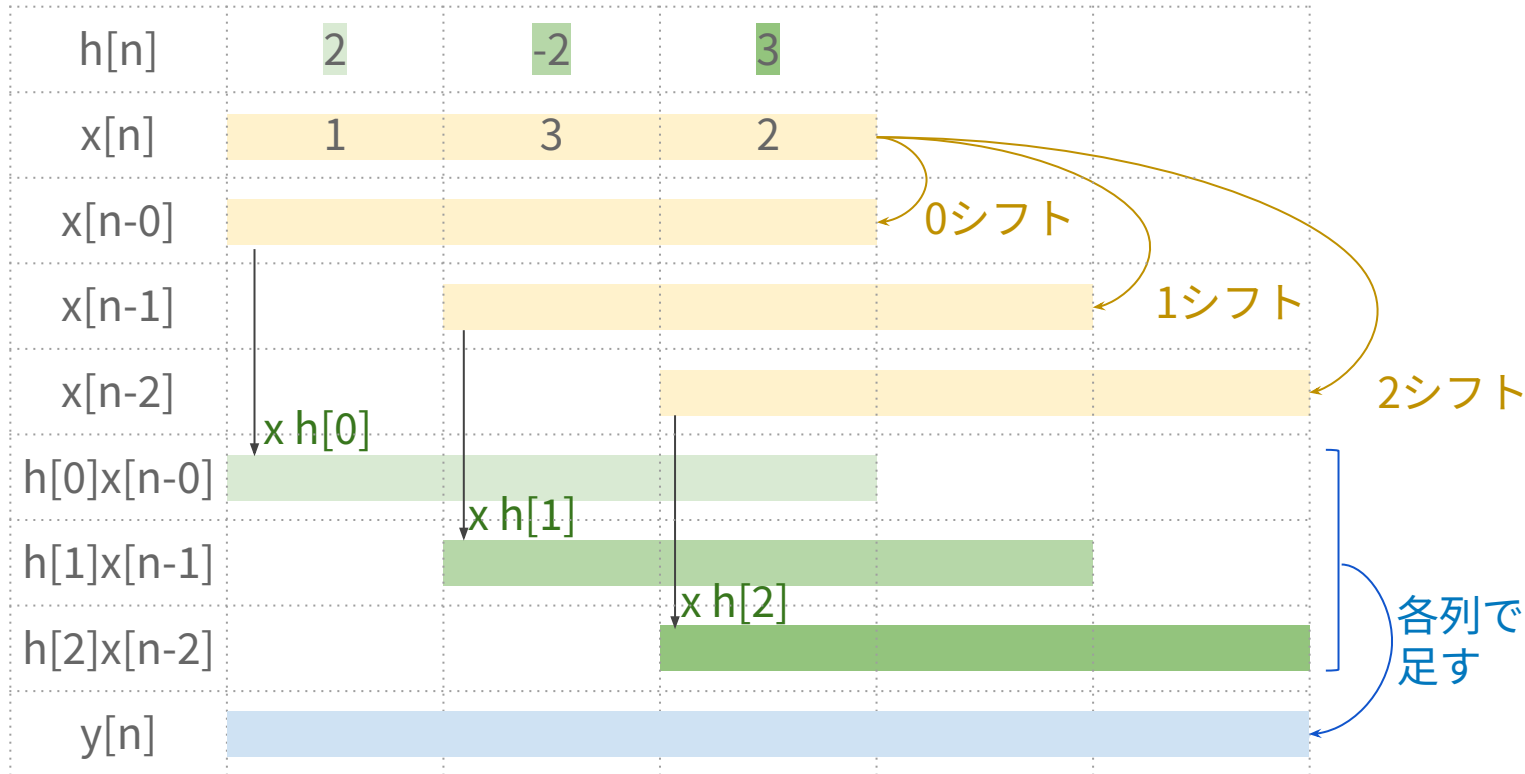 h[n] 2 -2 3
x[n] 1 3 2
x[n-0] 0シフト
x[n-1] 1シフト
x[n-2] 2シフト
x h[0]
h[0]x[n-0]
x h[1]
h[1]x[n-1]
x h[2]
h[2]x[n-2]
各列で
足す
y[n]